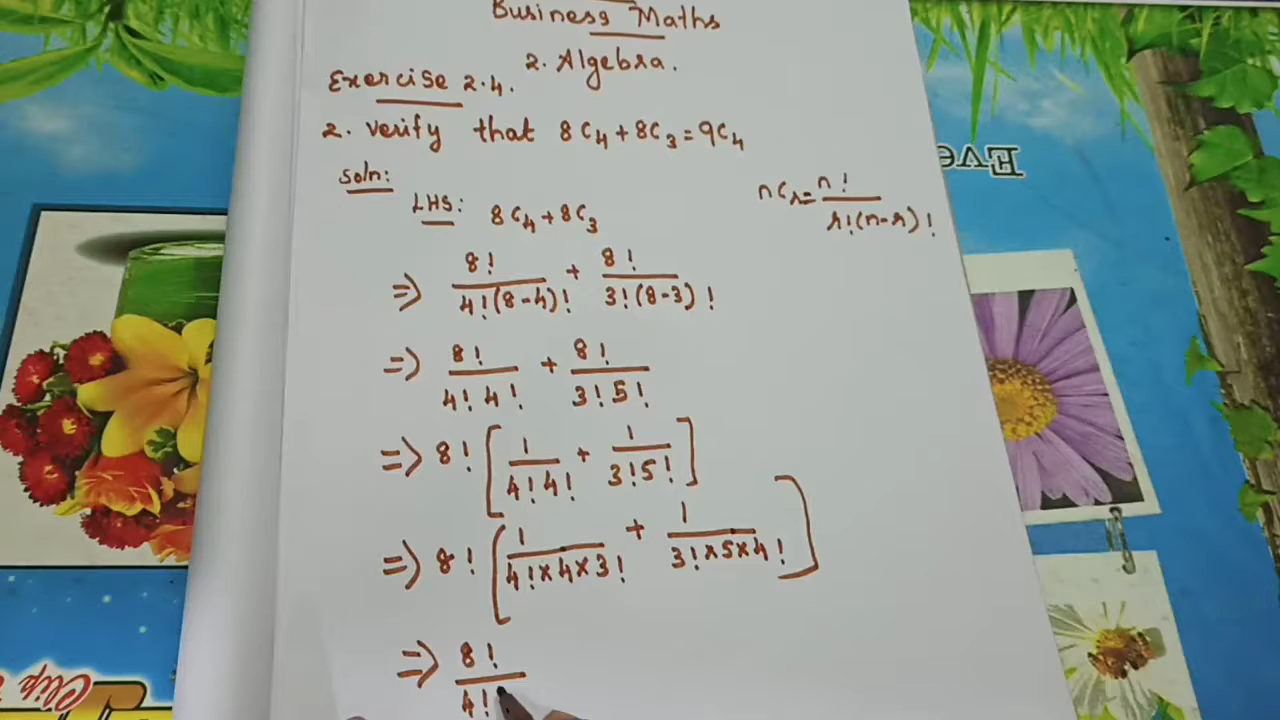 Business Maths
2. Algebra.
Exercise 2.4.
2. Verify that 8C₄ + 8C₃ = 9C₄
Soln:
LHS: 8C₄ + 8C₃
nCr = n! / r!(n-r)!
=> 8! / 4!(8-4)! + 8! / 3!(8-3)!
=> 8! / 4! 4! + 8! / 3! 5!
=> 8! [ 1 / 4! 4! + 1 / 3! 5! ]
=> 8! [ 1 / 4! × 4 × 3! + 1 / 3! × 5 × 4! ]
=> 8! / 4!
Clip